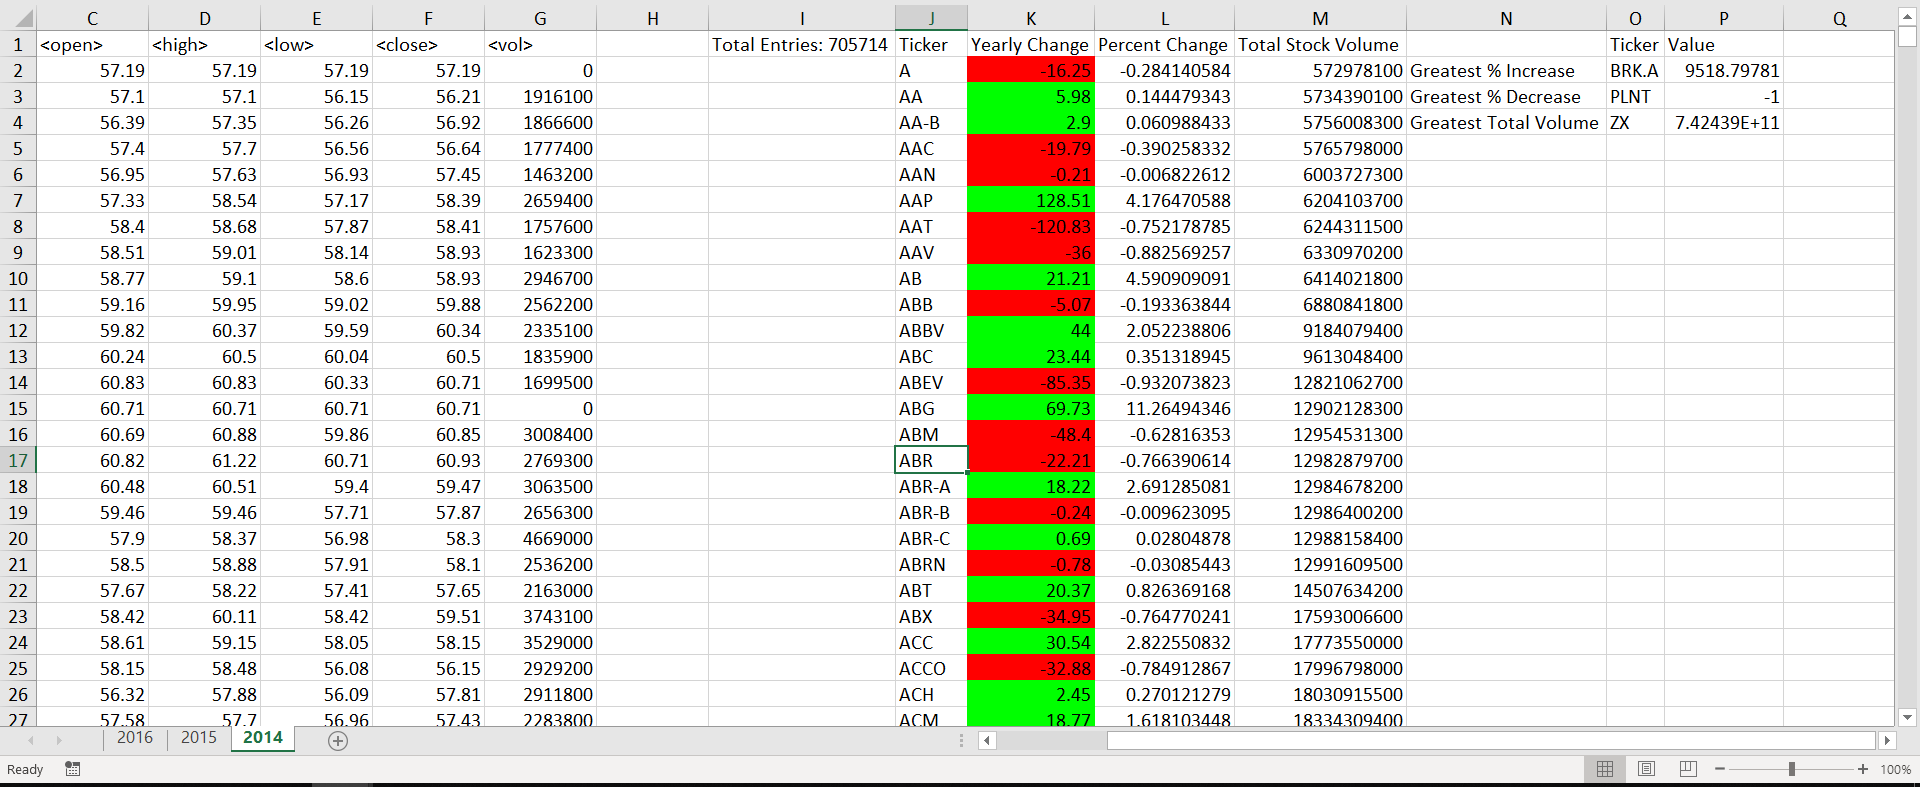 C D E F G H I J K L M N O P Q
1 <open> <high> <low> <close> <vol> Total Entries: 705714 Ticker Yearly Change Percent Change Total Stock Volume Ticker Value
2 57.19 57.19 57.19 57.19 0 A -16.25 -0.284140584 572978100 Greatest % Increase BRK.A 9518.79781
3 57.1 57.1 56.15 56.21 1916100 AA 5.98 0.144479343 5734390100 Greatest % Decrease PLNT -1
4 56.39 57.35 56.26 56.92 1866600 AA-B 2.9 0.060988433 5756008300 Greatest Total Volume ZX 7.42439E+11
5 57.4 57.7 56.56 56.64 1777400 AAC -19.79 -0.390258332 5765798000
6 56.95 57.63 56.93 57.45 1463200 AAN -0.21 -0.006822612 6003727300
7 57.33 58.54 57.17 58.39 2659400 AAP 128.51 4.176470588 6204103700
8 58.4 58.68 57.87 58.41 1757600 AAT -120.83 -0.752178785 6244311500
9 58.51 59.01 58.14 58.93 1623300 AAV -36 -0.882569257 6330970200
10 58.77 59.1 58.6 58.93 2946700 AB 21.21 4.590909091 6414021800
11 59.16 59.95 59.02 59.88 2562200 ABB -5.07 -0.193363844 6880841800
12 59.82 60.37 59.59 60.34 2335100 ABBV 44 2.052238806 9184079400
13 60.24 60.5 60.04 60.5 1835900 ABC 23.44 0.351318945 9613048400
14 60.83 60.83 60.33 60.71 1699500 ABEV -85.35 -0.932073823 12821062700
15 60.71 60.71 60.71 60.71 0 ABG 69.73 11.26494346 12902128300
16 60.69 60.88 59.86 60.85 3008400 ABM -48.4 -0.62816353 12954531300
17 60.82 61.22 60.71 60.93 2769300 ABR -22.21 -0.766390614 12982879700
18 60.48 60.51 59.4 59.47 3063500 ABR-A 18.22 2.691285081 12984678200
19 59.46 59.46 57.71 57.87 2656300 ABR-B -0.24 -0.009623095 12986400200
20 57.9 58.37 56.98 58.3 4669000 ABR-C 0.69 0.02804878 12988158400
21 58.5 58.88 57.91 58.1 2536200 ABRN -0.78 -0.03085443 12991609500
22 57.67 58.22 57.41 57.65 2163000 ABT 20.37 0.826369168 14507634200
23 58.42 60.11 58.42 59.51 3743100 ABX -34.95 -0.764770241 17593006600
24 58.61 59.15 58.05 58.15 3529000 ACC 30.54 2.822550832 17773550000
25 58.15 58.48 56.08 56.15 2929200 ACCO -32.88 -0.784912867 17996798000
26 56.32 57.88 56.09 57.81 2911800 ACH 2.45 0.270121279 18030915500
27 57.58 57.7 56.96 57.43 2283800 ACM 18.77 1.618103448 18334309400
2016 2015 2014
Ready 100%